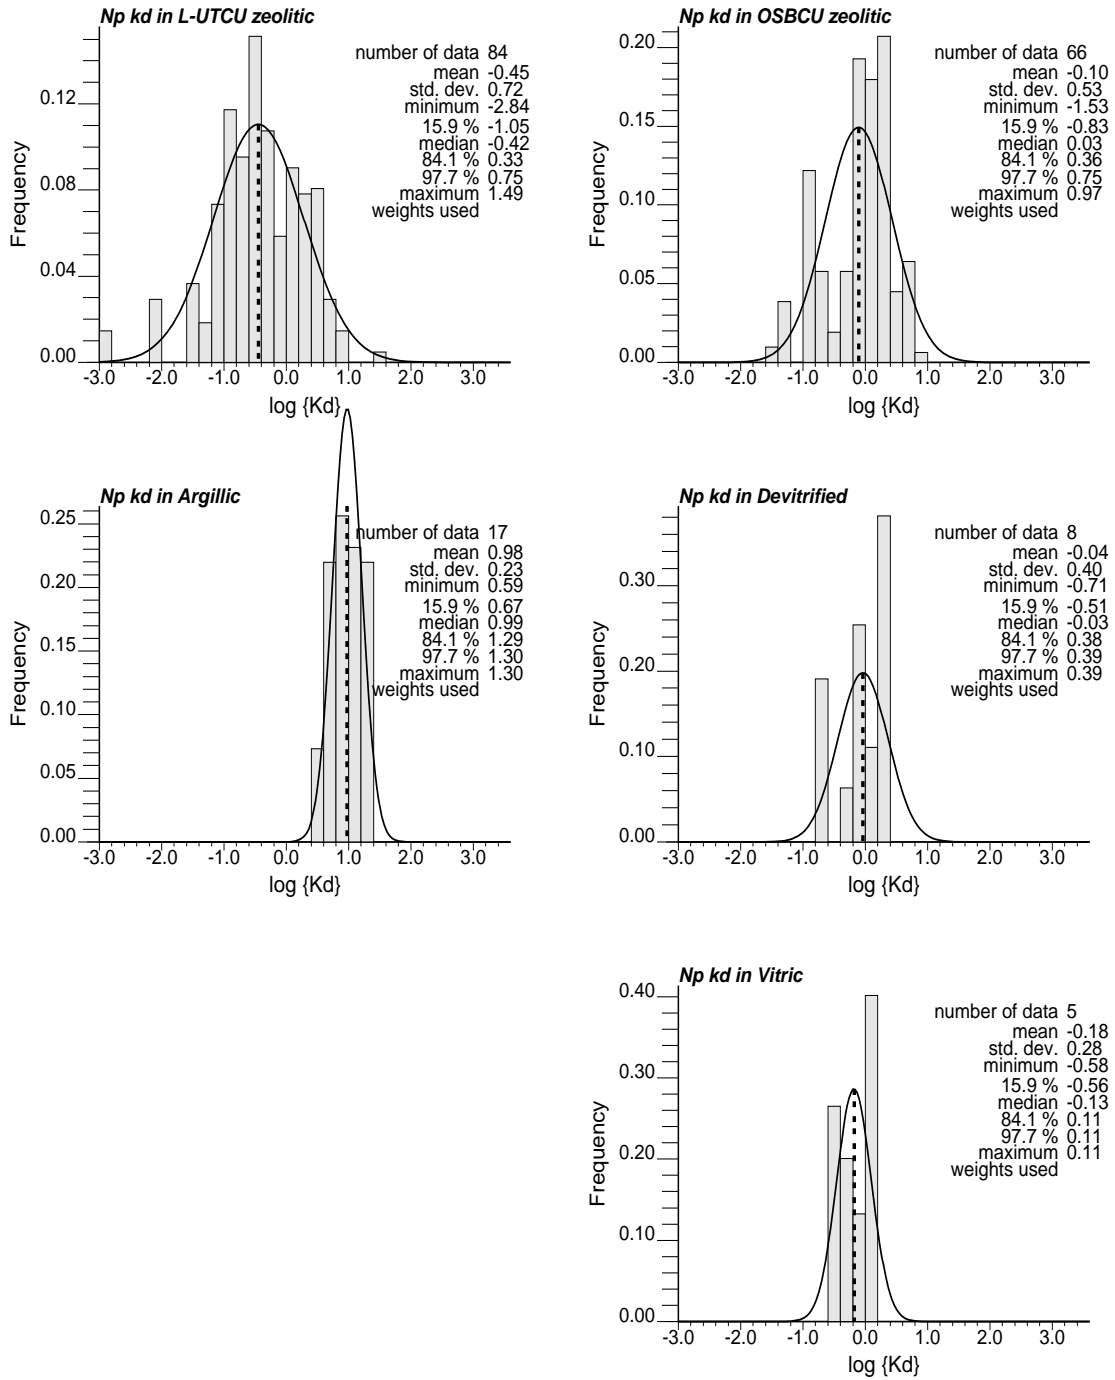 Np kd in L-UTCU zeolitic
number of data 84
mean -0.45
std. dev. 0.72
minimum -2.84
15.9 % -1.05
median -0.42
84.1 % 0.33
97.7 % 0.75
maximum 1.49
weights used
Frequency
0.12
0.08
0.04
0.00
-3.0 -2.0 -1.0 0.0 1.0 2.0 3.0
log {Kd}
Np kd in OSBCU zeolitic
number of data 66
mean -0.10
std. dev. 0.53
minimum -1.53
15.9 % -0.83
median 0.03
84.1 % 0.36
97.7 % 0.75
maximum 0.97
weights used
Frequency
0.20
0.15
0.10
0.05
0.00
-3.0 -2.0 -1.0 0.0 1.0 2.0 3.0
log {Kd}
Np kd in Argillic
number of data 17
mean 0.98
std. dev. 0.23
minimum 0.59
15.9 % 0.67
median 0.99
84.1 % 1.29
97.7 % 1.30
maximum 1.30
weights used
Frequency
0.25
0.20
0.15
0.10
0.05
0.00
-3.0 -2.0 -1.0 0.0 1.0 2.0 3.0
log {Kd}
Np kd in Devitrified
number of data 8
mean -0.04
std. dev. 0.40
minimum -0.71
15.9 % -0.51
median -0.03
84.1 % 0.38
97.7 % 0.39
maximum 0.39
weights used
Frequency
0.30
0.20
0.10
0.00
-3.0 -2.0 -1.0 0.0 1.0 2.0 3.0
log {Kd}
Np kd in Vitric
number of data 5
mean -0.18
std. dev. 0.28
minimum -0.58
15.9 % -0.56
median -0.13
84.1 % 0.11
97.7 % 0.11
maximum 0.11
weights used
Frequency
0.40
0.30
0.20
0.10
0.00
-3.0 -2.0 -1.0 0.0 1.0 2.0 3.0
log {Kd}